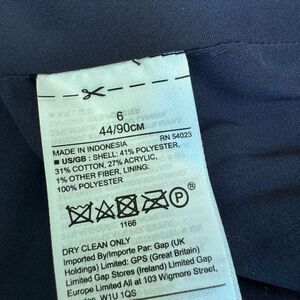 6
44/90CM
MADE IN INDONESIA RN 54023
■ US/GB : SHELL: 41% POLYESTER,
31% COTTON, 27% ACRYLIC,
1% OTHER FIBER, LINING:
100% POLYESTER
P
1166
DRY CLEAN ONLY
Imported By/Importe Par: Gap (UK
Holdings) Limited: GPS (Great Britain)
Limited Gap Stores (Ireland) Limited Gap
Europe Limited All at 103 Wigmore Street,
W1U 1QS